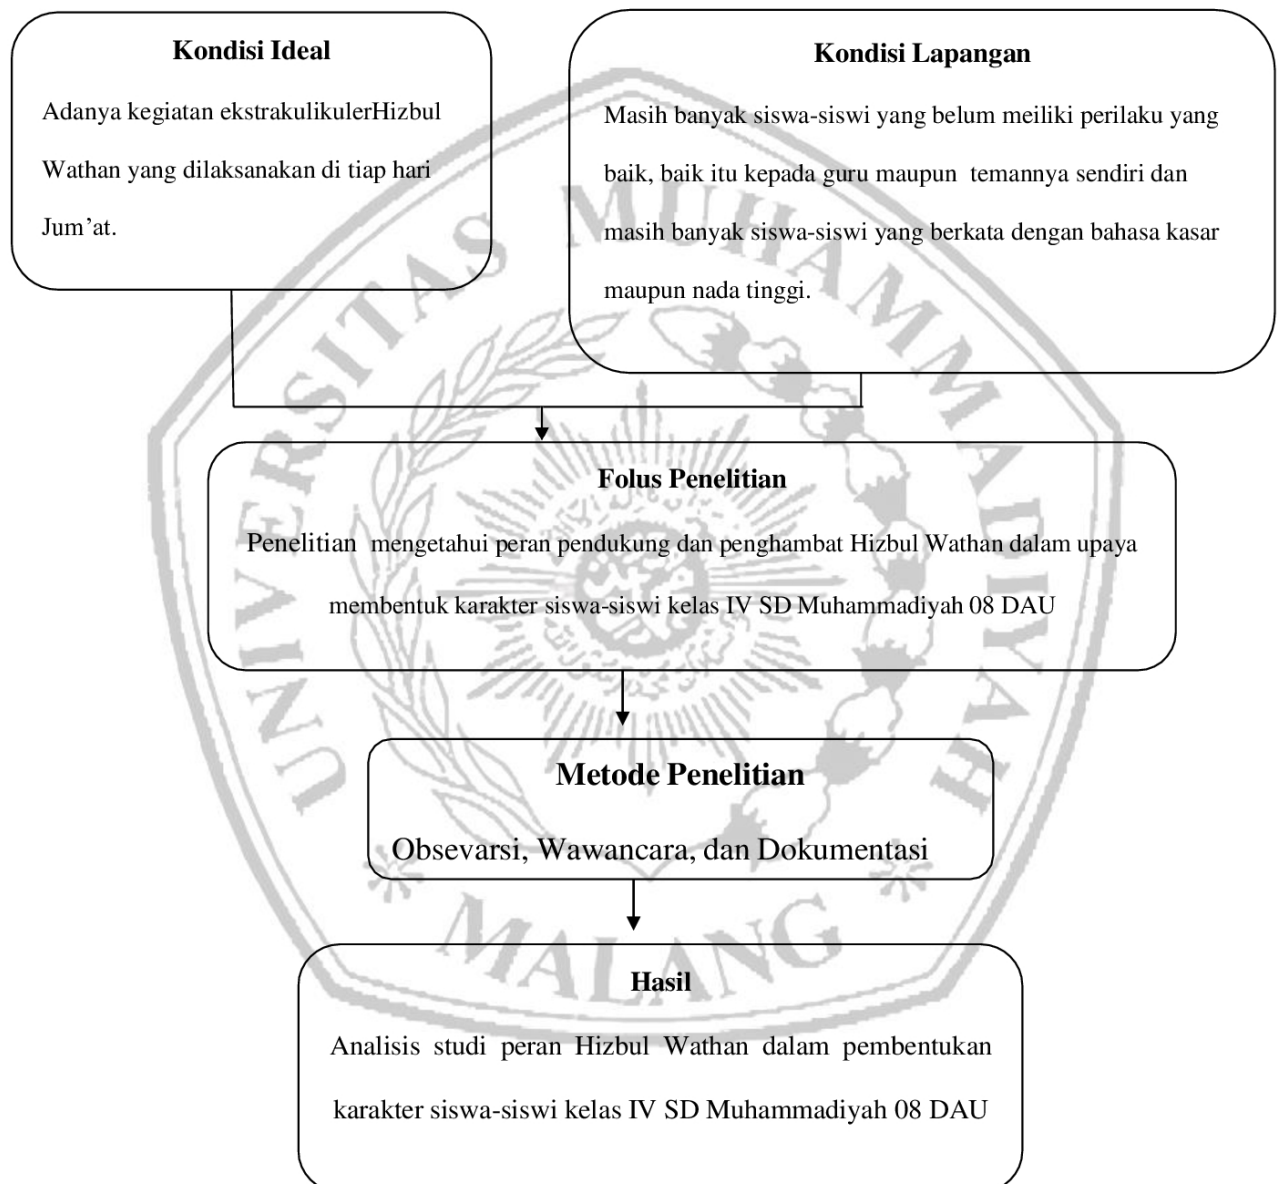 Kondisi Ideal
Adanya kegiatan ekstrakulikulerHizbul
Wathan yang dilaksanakan di tiap hari
Jum’at.
Kondisi Lapangan
Masih banyak siswa-siswi yang belum meiliki perilaku yang
baik, baik itu kepada guru maupun temannya sendiri dan
masih banyak siswa-siswi yang berkata dengan bahasa kasar
maupun nada tinggi.
Folus Penelitian
Penelitian mengetahui peran pendukung dan penghambat Hizbul Wathan dalam upaya
membentuk karakter siswa-siswi kelas IV SD Muhammadiyah 08 DAU
Metode Penelitian
Obsevarsi, Wawancara, dan Dokumentasi
Hasil
Analisis studi peran Hizbul Wathan dalam pembentukan
karakter siswa-siswi kelas IV SD Muhammadiyah 08 DAU
UNIVERSITAS MUHAMMADIYAH
MALANG